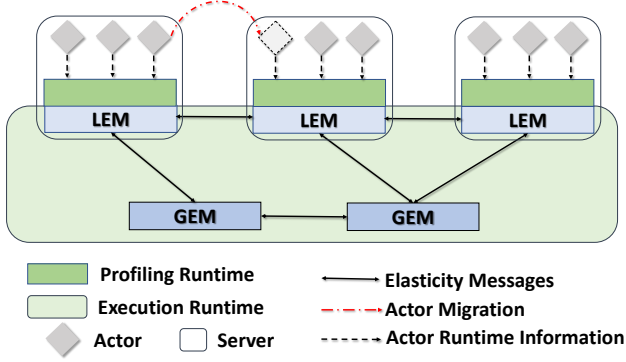 LEM LEM LEM
GEM GEM
Profiling Runtime
Elasticity Messages
Execution Runtime
Actor Migration
Actor
Server
Actor Runtime Information